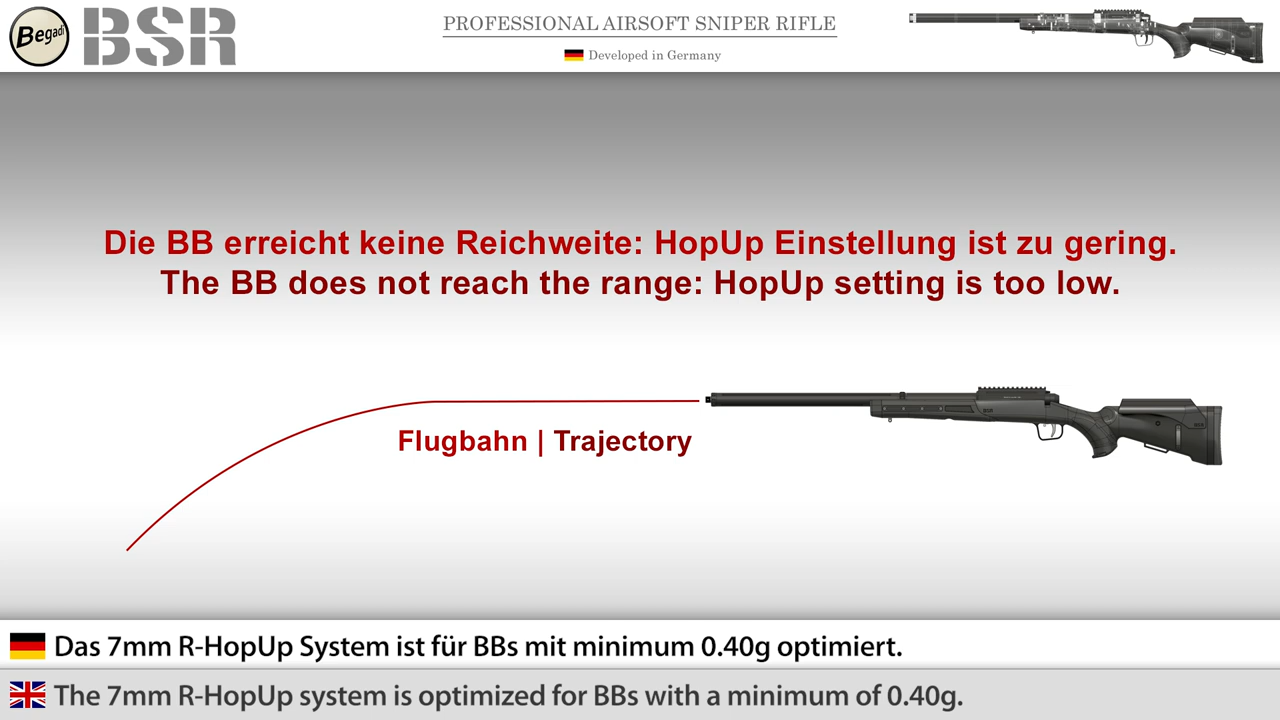 Begadi BSR
PROFESSIONAL AIRSOFT SNIPER RIFLE
Developed in Germany
Die BB erreicht keine Reichweite: HopUp Einstellung ist zu gering.
The BB does not reach the range: HopUp setting is too low.
Flugbahn | Trajectory
BSR
BSR
Das 7mm R-HopUp System ist für BBs mit minimum 0.40g optimiert.
The 7mm R-HopUp system is optimized for BBs with a minimum of 0.40g.